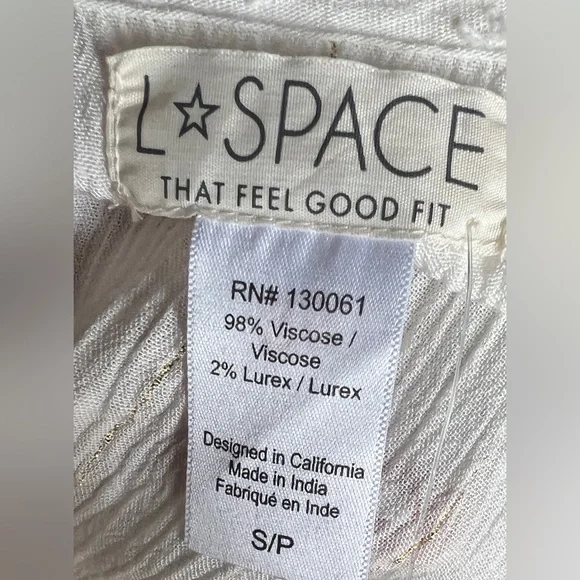 L☆SPACE
THAT FEEL GOOD FIT
RN# 130061
98% Viscose /
Viscose
2% Lurex / Lurex
Designed in California
Made in India
Fabriqué en Inde
S/P